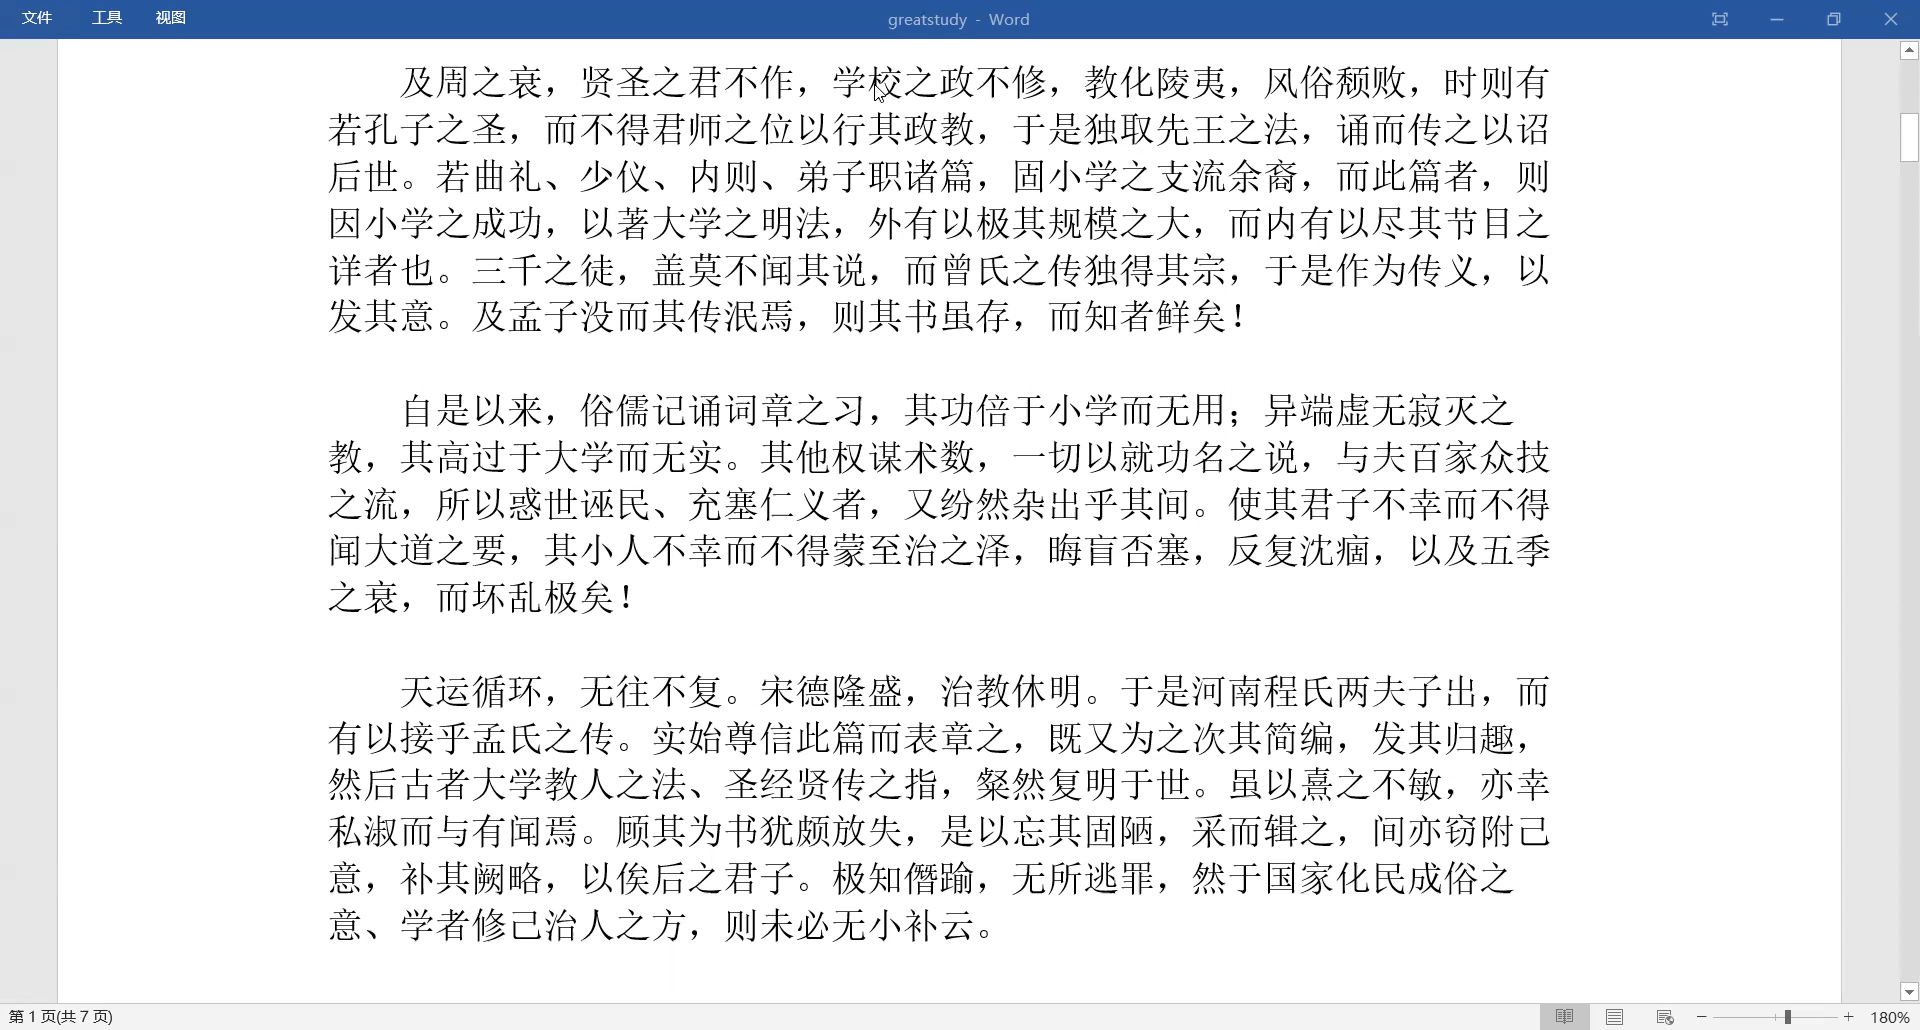 文件 工具 视图 greatstudy - Word
及周之衰，贤圣之君不作，学校之政不修，教化陵夷，风俗颓败，时则有
若孔子之圣，而不得君师之位以行其政教，于是独取先王之法，诵而传之以诏
后世。若曲礼、少仪、内则、弟子职诸篇，固小学之支流余裔，而此篇者，则
因小学之成功，以著大学之明法，外有以极其规模之大，而内有以尽其节目之
详者也。三千之徒，盖莫不闻其说，而曾氏之传独得其宗，于是作为传义，以
发其意。及孟子没而其传泯焉，则其书虽存，而知者鲜矣！
自是以来，俗儒记诵词章之习，其功倍于小学而无用；异端虚无寂灭之
教，其高过于大学而无实。其他权谋术数，一切以就功名之说，与夫百家众技
之流，所以惑世诬民、充塞仁义者，又纷然杂出乎其间。使其君子不幸而不得
闻大道之要，其小人不幸而不得蒙至治之泽，晦盲否塞，反复沈痼，以及五季
之衰，而坏乱极矣！
天运循环，无往不复。宋德隆盛，治教休明。于是河南程氏两夫子出，而
有以接乎孟氏之传。实始尊信此篇而表章之，既又为之次其简编，发其归趣，
然后古者大学教人之法、圣经贤传之指，粲然复明于世。虽以熹之不敏，亦幸
私淑而与有闻焉。顾其为书犹颇放失，是以忘其固陋，采而辑之，间亦窃附己
意，补其阙略，以俟后之君子。极知僭踰，无所逃罪，然于国家化民成俗之
意、学者修己治人之方，则未必无小补云。
第 1 页(共 7 页) 180%